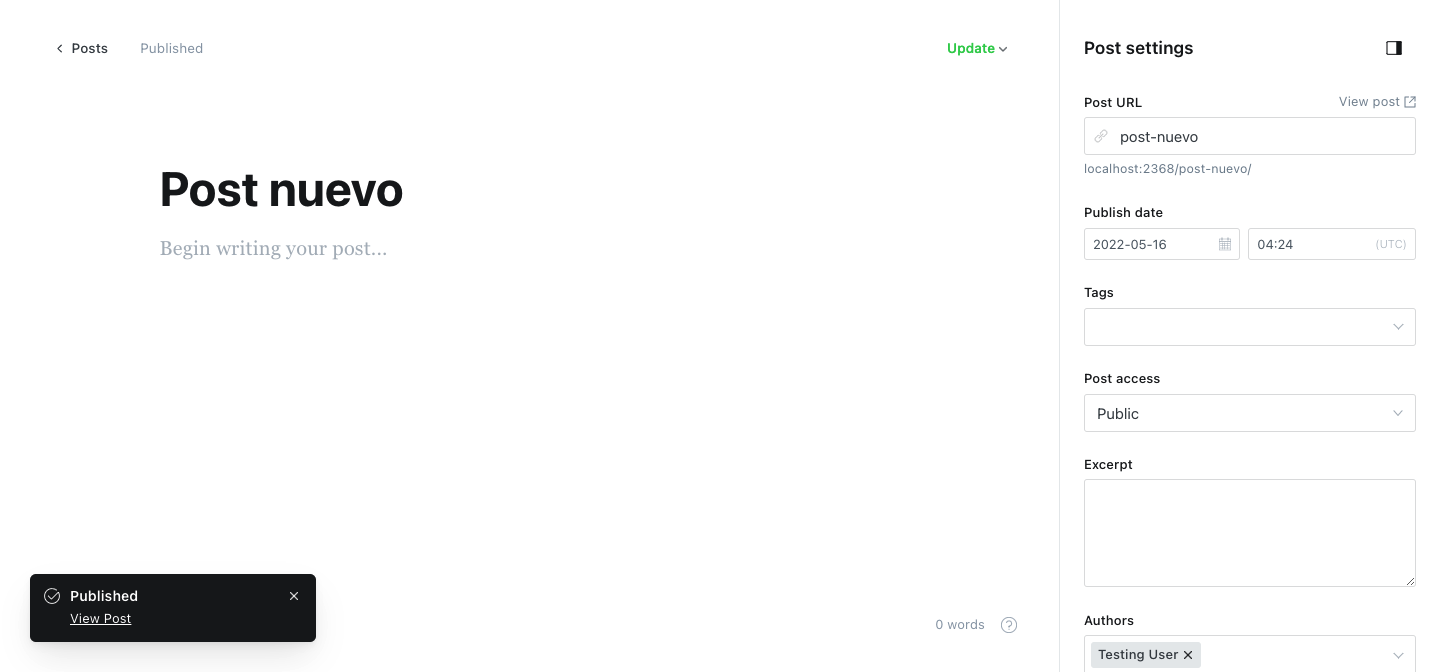 Posts
Published
Update
Post nuevo
Begin writing your post...
Published
View Post
0 words
Post settings
Post URL
View post
post-nuevo
localhost:2368/post-nuevo/
Publish date
2022-05-16
04:24 (UTC)
Tags
Post access
Public
Excerpt
Authors
Testing User